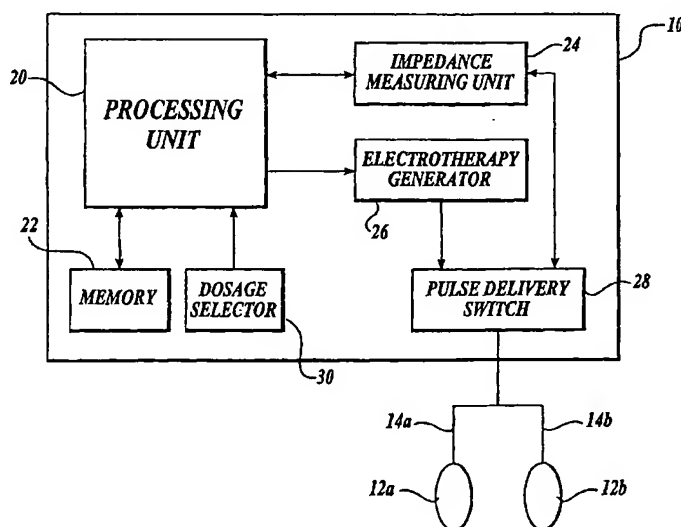 10
20
24
IMPEDANCE
MEASURING UNIT
PROCESSING
UNIT
ELECTROTHERAPY
GENERATOR
26
22
MEMORY
DOSAGE
SELECTOR
30
PULSE DELIVERY
SWITCH
28
14a
14b
12a
12b